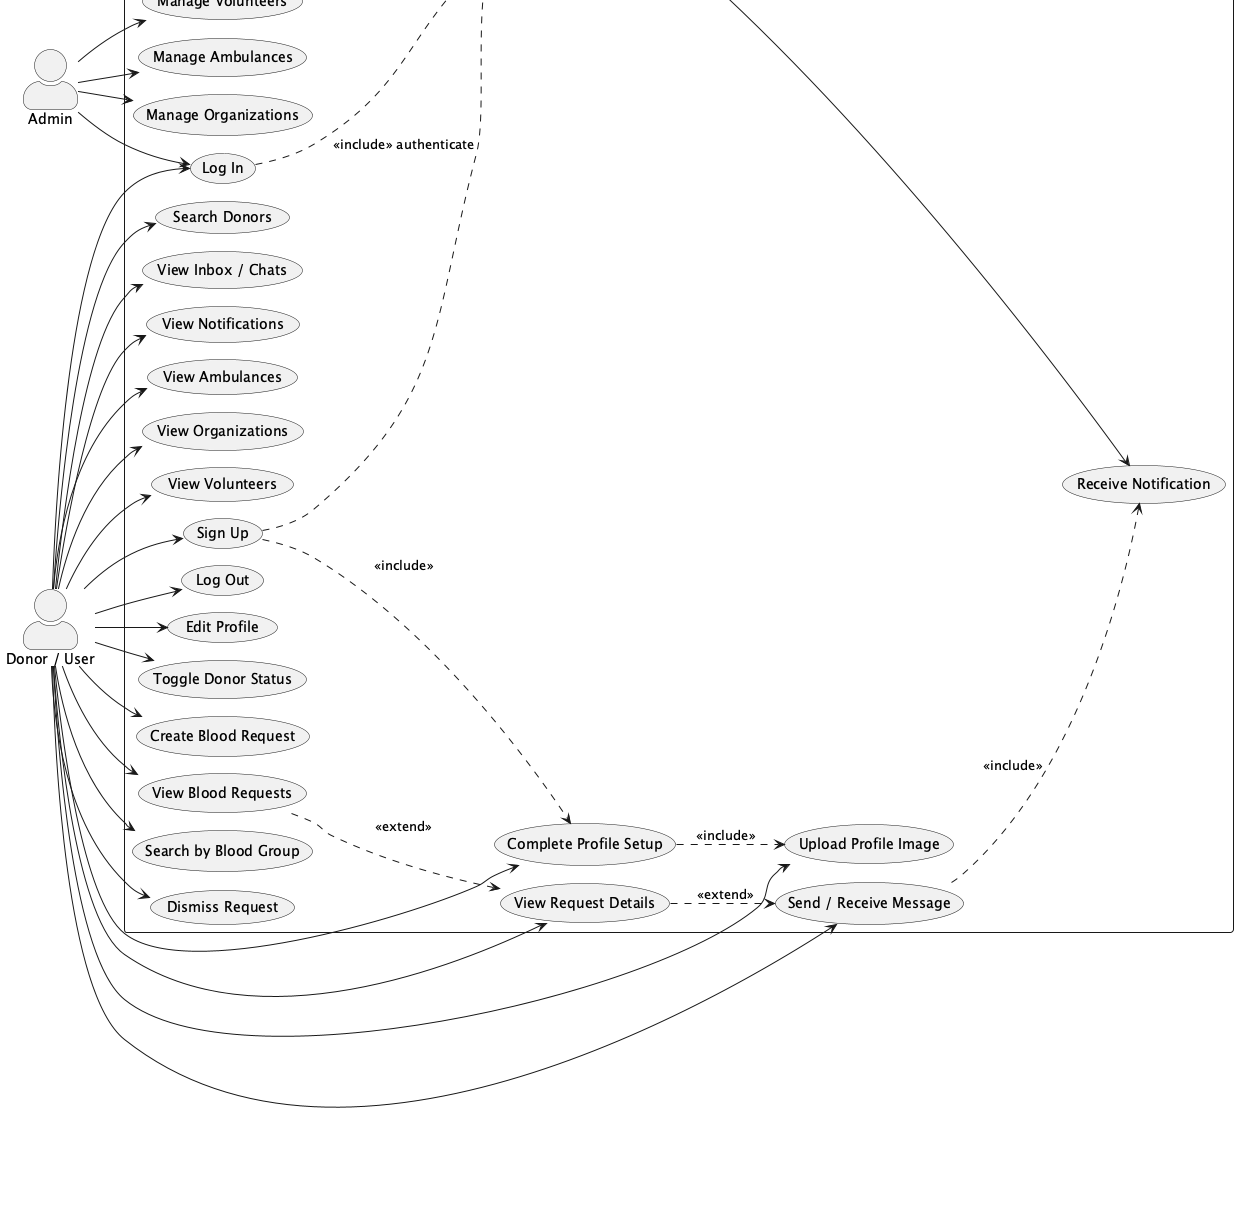 Manage Volunteers
Manage Ambulances
Manage Organizations
Admin
«include» authenticate
Log In
Search Donors
View Inbox / Chats
View Notifications
View Ambulances
View Organizations
View Volunteers
Receive Notification
Sign Up
«include»
Log Out
Edit Profile
Donor / User
Toggle Donor Status
Create Blood Request
«include»
View Blood Requests
«extend»
«include»
Complete Profile Setup
Upload Profile Image
Search by Blood Group
«extend»
View Request Details
Send / Receive Message
Dismiss Request